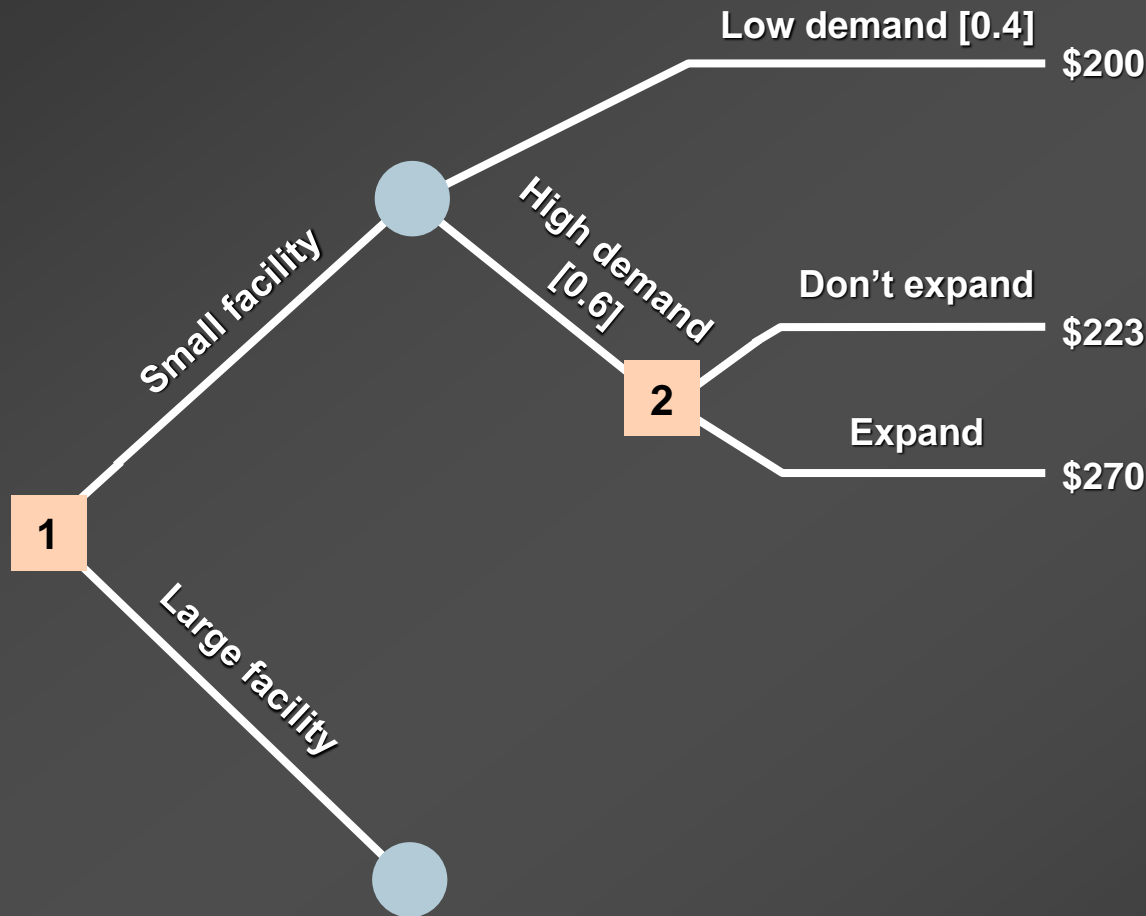 Low demand [0.4]
$200
High demand
[0.6]
Small facility
Don’t expand
$223
2
Expand
$270
1
Large facility